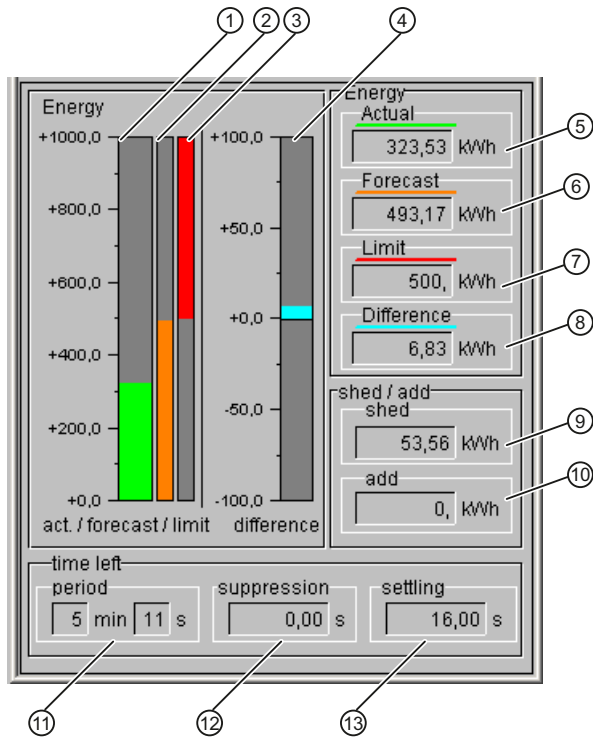 ① ② ③ ④
Energy
+1000,0
+800,0
+600,0
+400,0
+200,0
+0,0
act. / forecast / limit
+100,0
+50,0
+0,0
-50,0
-100,0
difference
Energy
Actual
323,53 kWh ⑤
Forecast
493,17 kWh ⑥
Limit
500, kWh ⑦
Difference
6,83 kWh ⑧
shed / add
shed
53,56 kWh ⑨
add
0, kWh ⑩
time left
period
5 min 11 s
suppression
0,00 s
settling
16,00 s
⑪ ⑫ ⑬